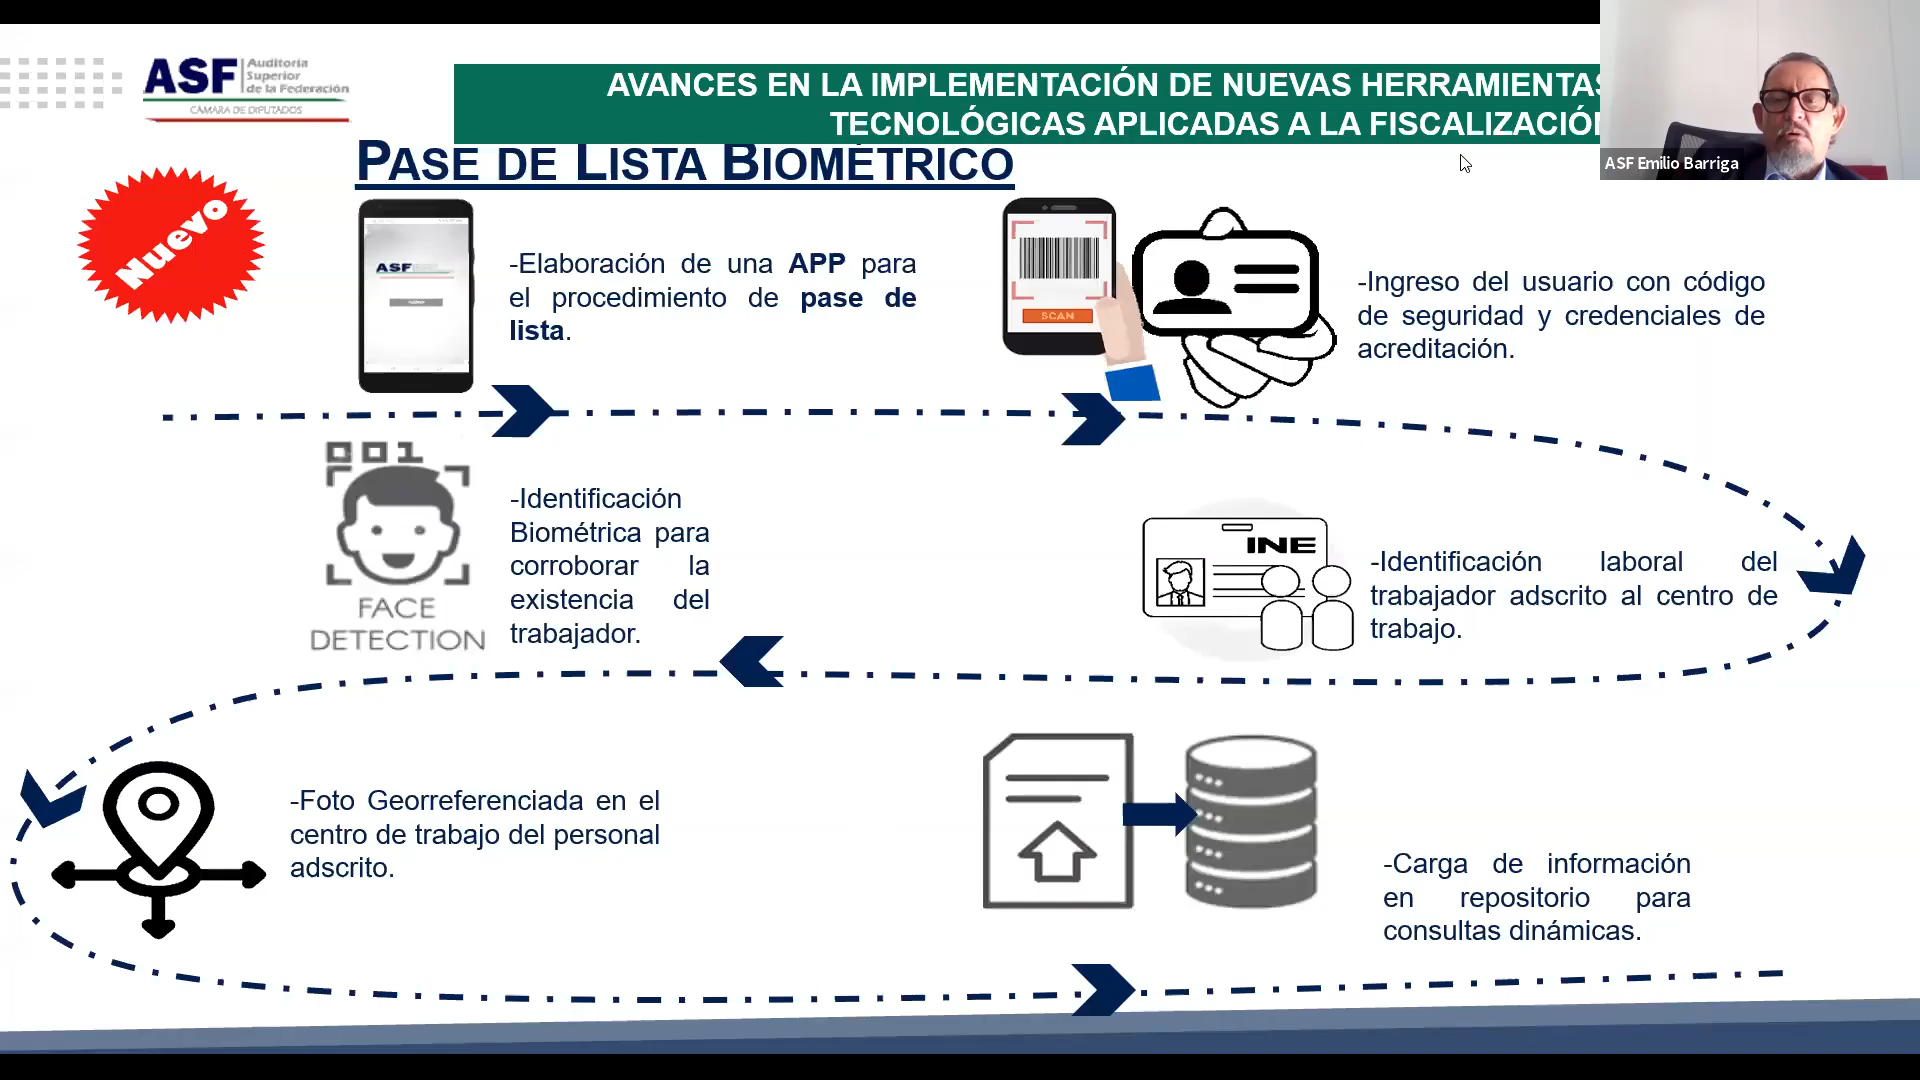 ASF Auditoría
Superior
de la Federación
CÁMARA DE DIPUTADOS
AVANCES EN LA IMPLEMENTACIÓN DE NUEVAS HERRAMIENTAS
TECNOLÓGICAS APLICADAS A LA FISCALIZACIÓN
ASF Emilio Barriga
PASE DE LISTA BIOMÉTRICO
Nuevo
ASF
-Elaboración de una APP para
el procedimiento de pase de
lista.
SCAN
-Ingreso del usuario con código
de seguridad y credenciales de
acreditación.
001
FACE
DETECTION
-Identificación
Biométrica para
corroborar la
existencia del
trabajador.
INE
-Identificación laboral del
trabajador adscrito al centro de
trabajo.
-Foto Georreferenciada en el
centro de trabajo del personal
adscrito.
-Carga de información
en repositorio para
consultas dinámicas.